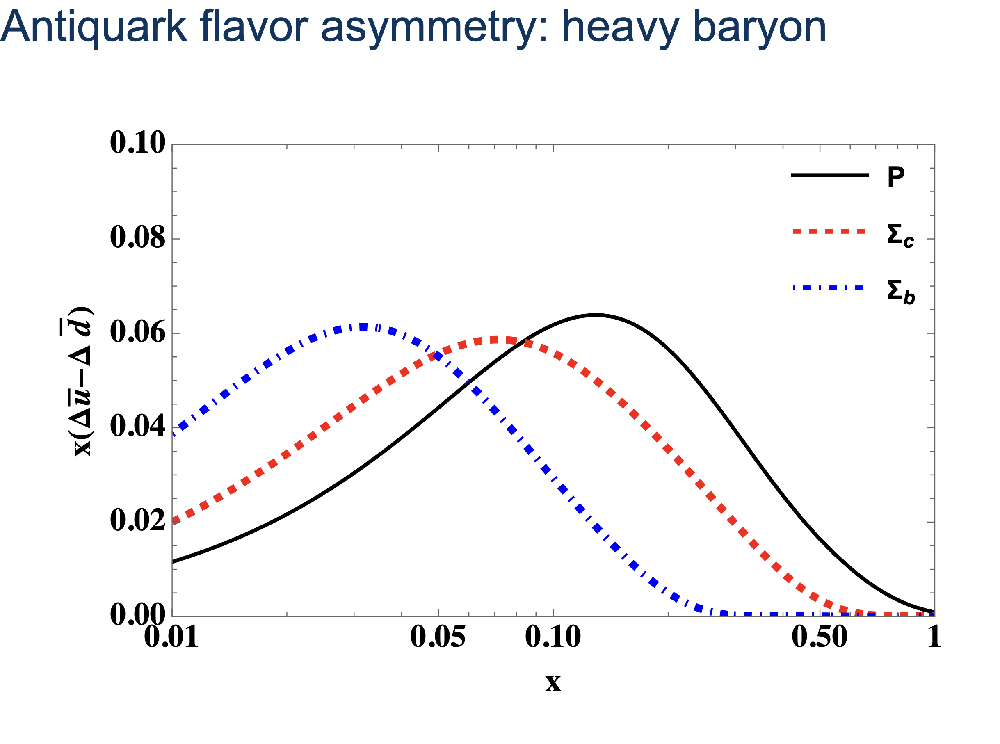 Antiquark flavor asymmetry: heavy baryon
0.10
0.08
0.06
0.04
0.02
0.00
x(Δu̅−Δd̅)
P
Σc
Σb
0.01 0.05 0.10 0.50 1
x